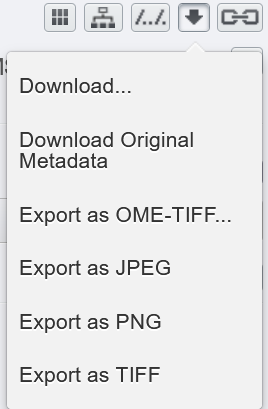 /../..
Download...
Download Original
Metadata
Export as OME-TIFF...
Export as JPEG
Export as PNG
Export as TIFF